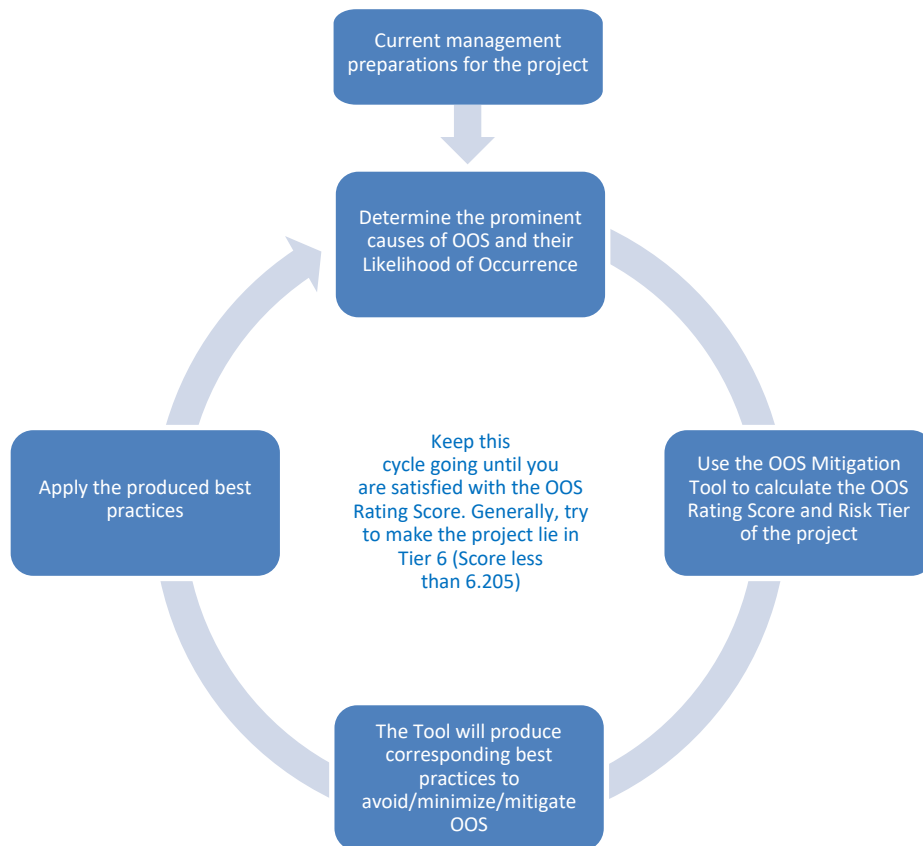 Current management
preparations for the project
Determine the prominent
causes of OOS and their
Likelihood of Occurrence
Use the OOS Mitigation
Tool to calculate the OOS
Rating Score and Risk Tier
of the project
The Tool will produce
corresponding best
practices to
avoid/minimize/mitigate
OOS
Apply the produced best
practices
Keep this
cycle going until you
are satisfied with the OOS
Rating Score. Generally, try
to make the project lie in
Tier 6 (Score less
than 6.205)